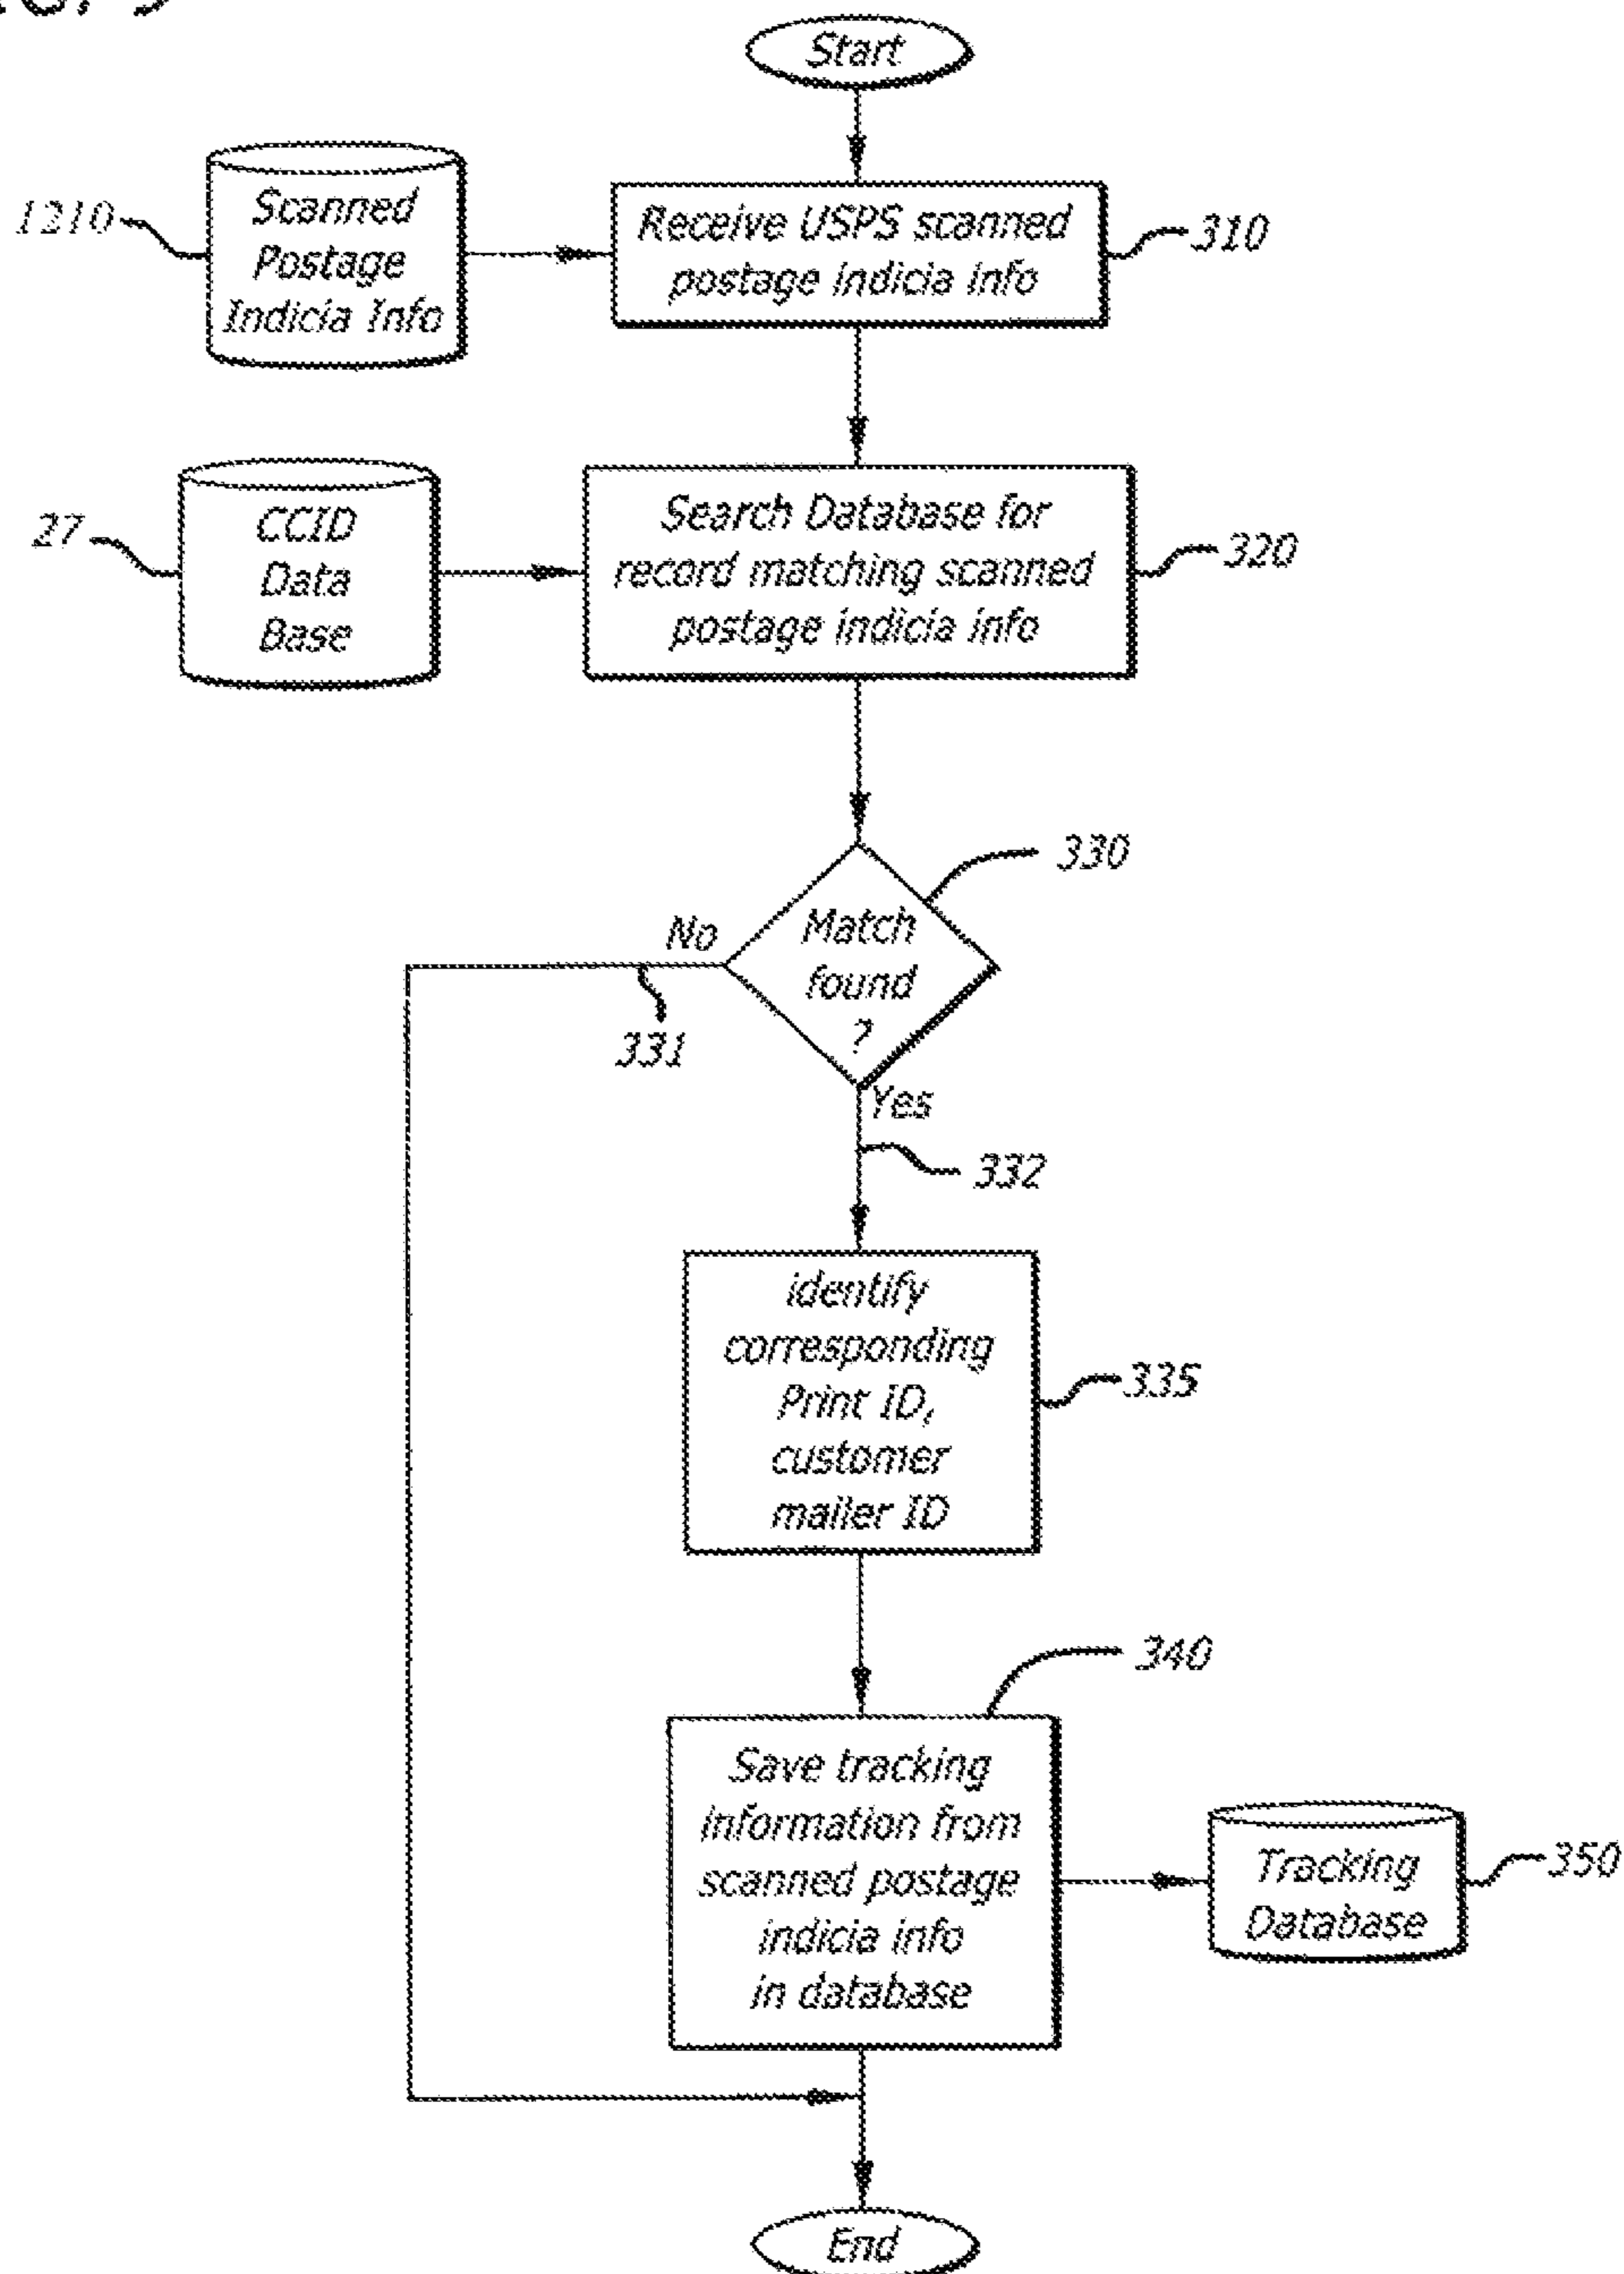 Start
1210
Scanned
Postage
Indicia Info
Receive USPS scanned
postage indicia info
310
27
CCID
Data
Base
Search Database for
record matching scanned
postage indicia info
320
330
Match
found
?
No
331
Yes
332
identify
corresponding
Print ID,
customer
mailer ID
335
340
Save tracking
information from
scanned postage
indicia info
in database
Tracking
Database
350
End